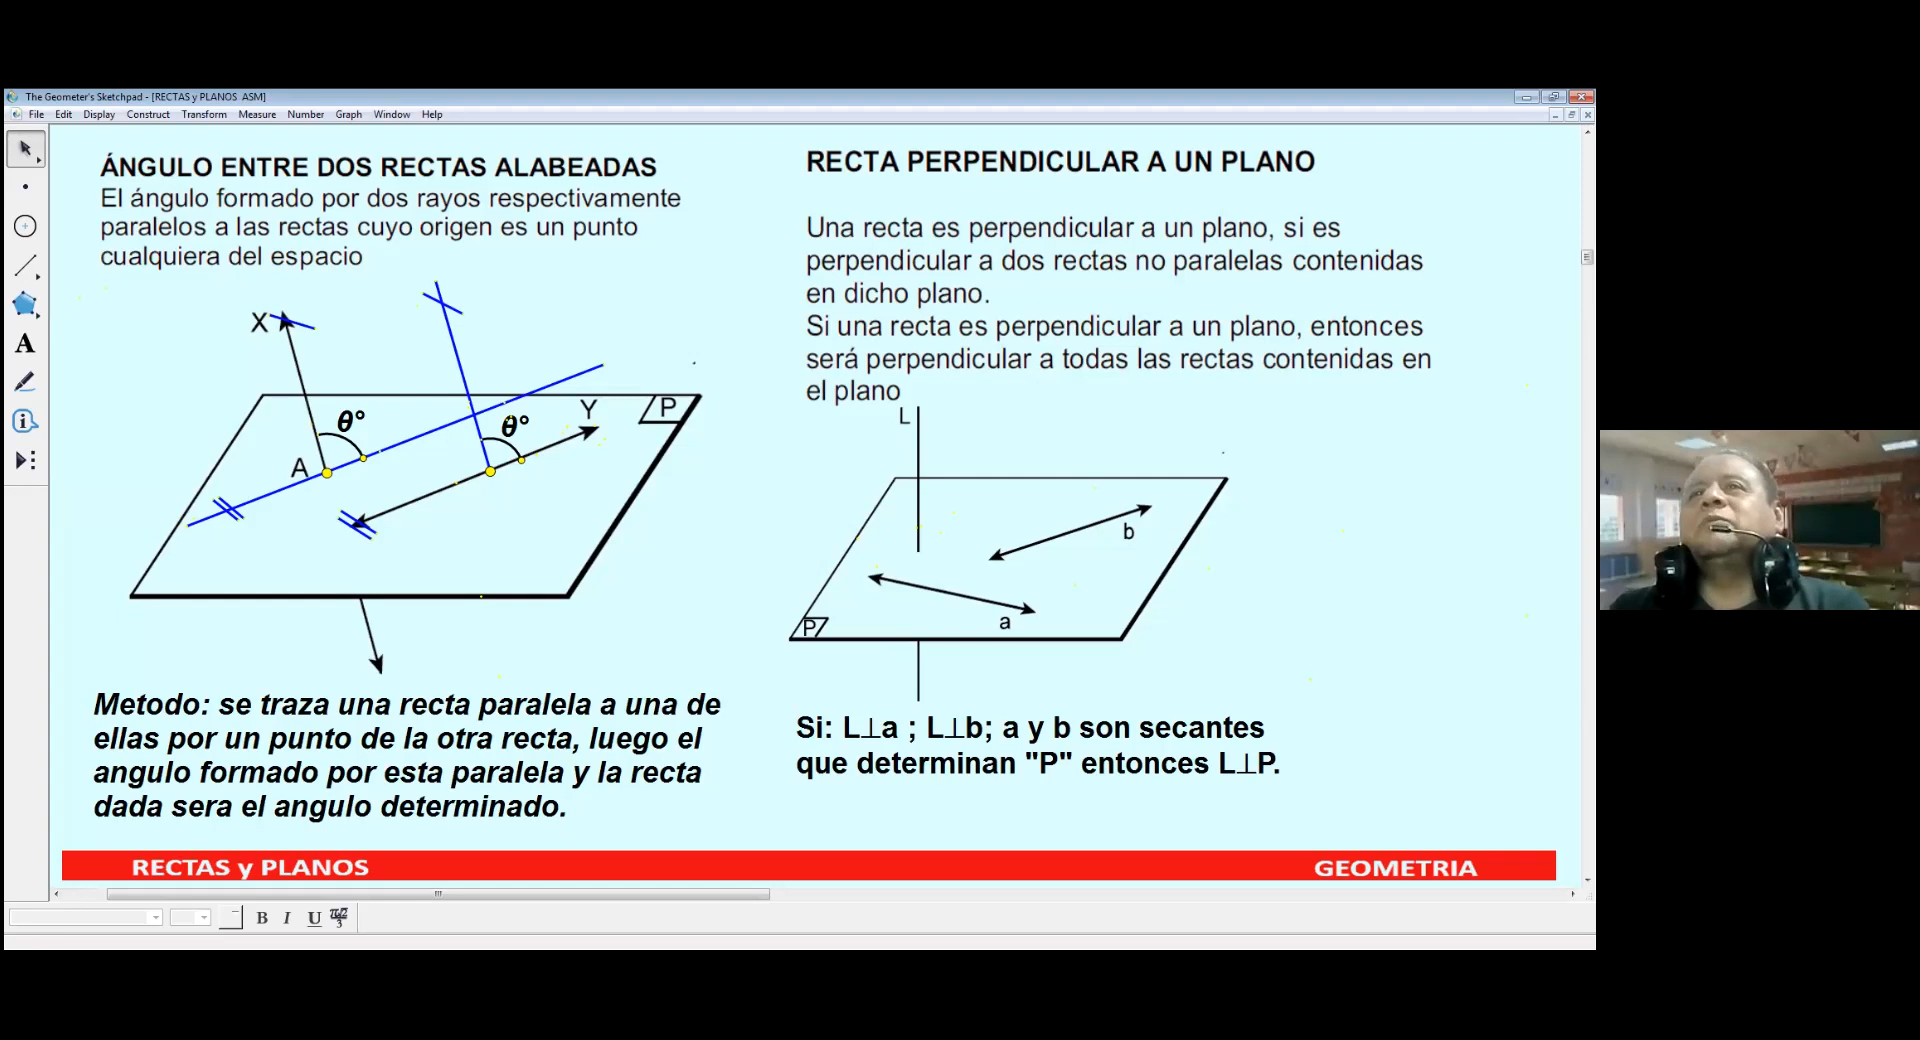 The Geometer's Sketchpad - [RECTAS y PLANOS ASM]
File Edit Display Construct Transform Measure Number Graph Window Help
ÁNGULO ENTRE DOS RECTAS ALABEADAS
El ángulo formado por dos rayos respectivamente
paralelos a las rectas cuyo origen es un punto
cualquiera del espacio
X
θ°
θ°
Y
P
A
Metodo: se traza una recta paralela a una de
ellas por un punto de la otra recta, luego el
angulo formado por esta paralela y la recta
dada sera el angulo determinado.
RECTA PERPENDICULAR A UN PLANO
Una recta es perpendicular a un plano, si es
perpendicular a dos rectas no paralelas contenidas
en dicho plano.
Si una recta es perpendicular a un plano, entonces
será perpendicular a todas las rectas contenidas en
el plano
L
b
a
P
Si: L⊥a ; L⊥b; a y b son secantes
que determinan "P" entonces L⊥P.
RECTAS y PLANOS
GEOMETRIA
B I U